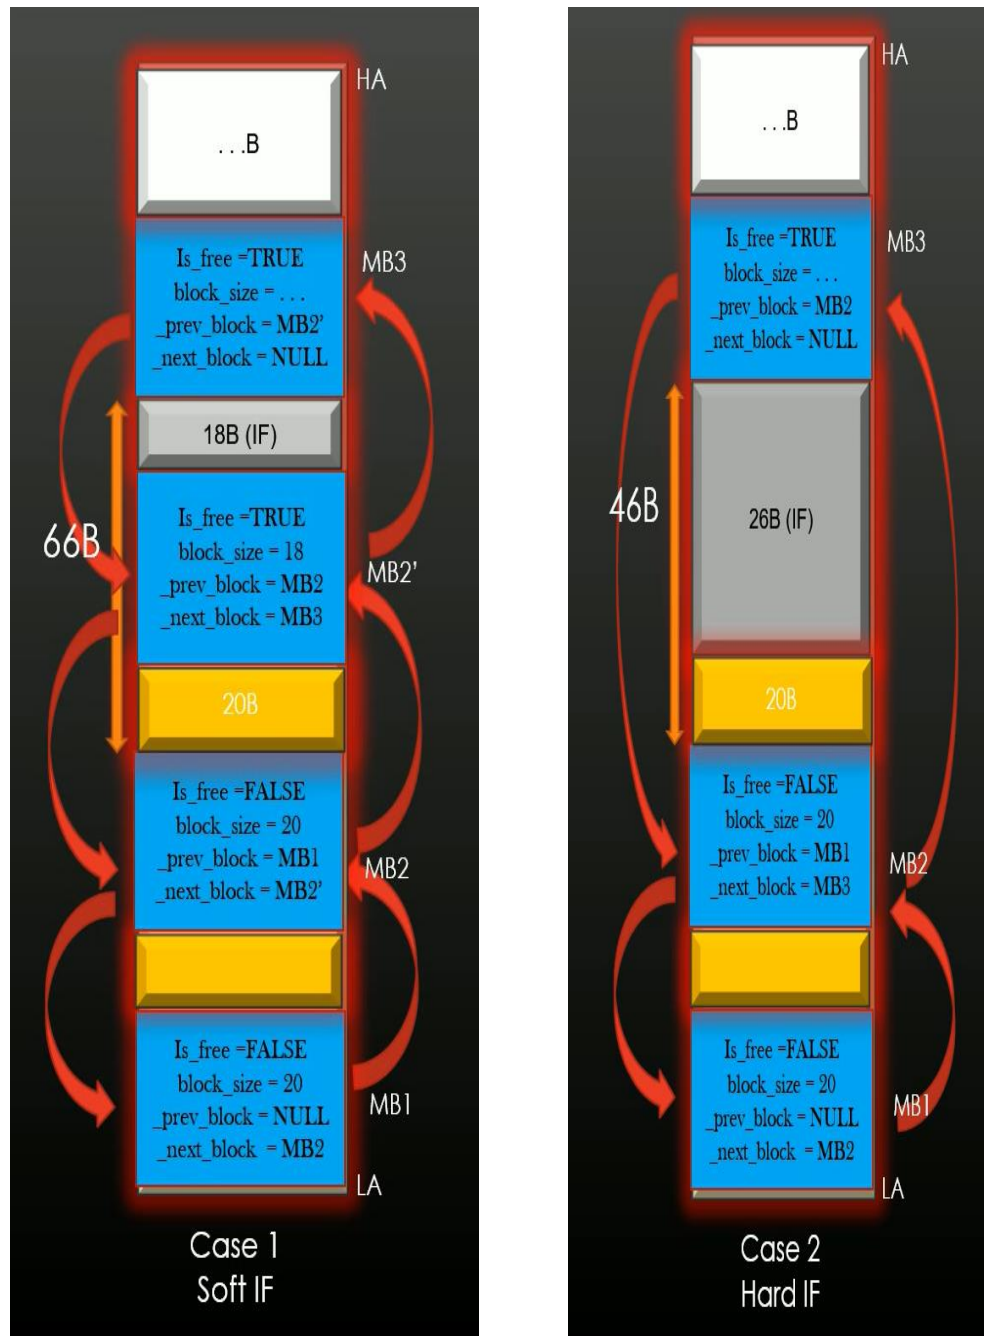 HA
. . .B
Is_free =TRUE
block_size = . . .
_prev_block = MB2’
_next_block = NULL
MB3
18B (IF)
66B
Is_free =TRUE
block_size = 18
_prev_block = MB2
_next_block = MB3
MB2’
20B
Is_free =FALSE
block_size = 20
_prev_block = MB1
_next_block = MB2’
MB2
Is_free =FALSE
block_size = 20
_prev_block = NULL
_next_block = MB2
MB1
LA
Case 1
Soft IF
HA
. . .B
Is_free =TRUE
block_size = . . .
_prev_block = MB2
_next_block = NULL
MB3
46B
26B (IF)
20B
Is_free =FALSE
block_size = 20
_prev_block = MB1
_next_block = MB3
MB2
Is_free =FALSE
block_size = 20
_prev_block = NULL
_next_block = MB2
MB1
LA
Case 2
Hard IF